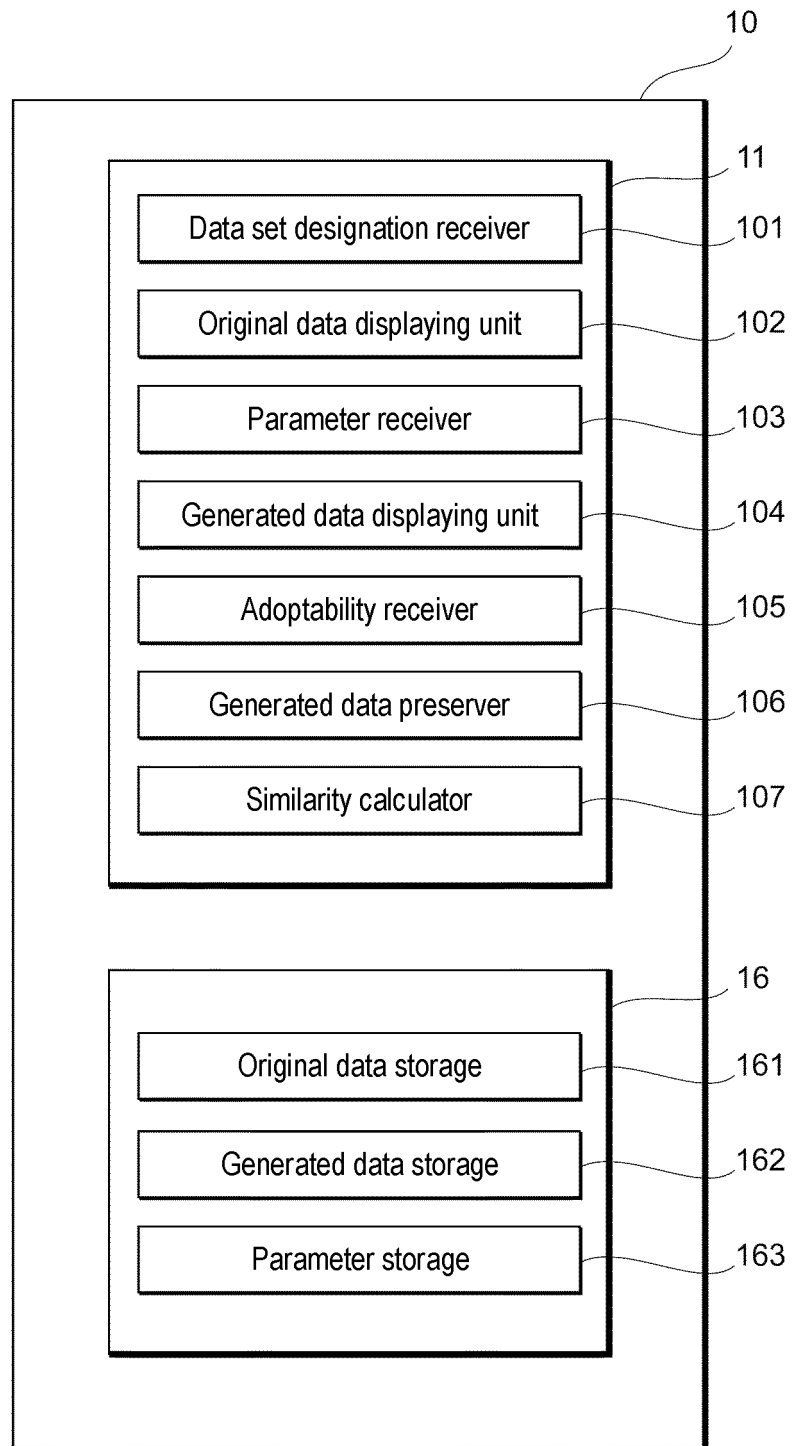 10
11
Data set designation receiver 101
Original data displaying unit 102
Parameter receiver 103
Generated data displaying unit 104
Adoptability receiver 105
Generated data preserver 106
Similarity calculator 107
16
Original data storage 161
Generated data storage 162
Parameter storage 163